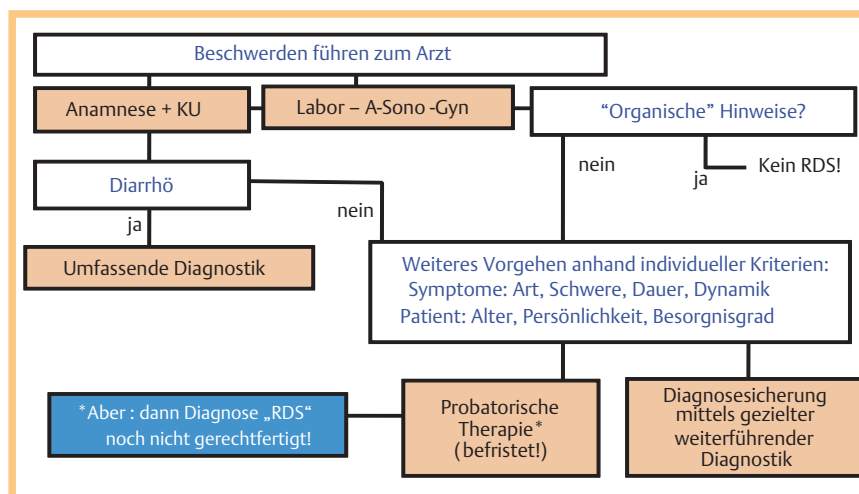 Beschwerden führen zum Arzt
Anamnese + KU
Labor – A-Sono -Gyn
“Organische” Hinweise?
nein
ja
Kein RDS!
Diarrhö
ja
nein
Umfassende Diagnostik
Weiteres Vorgehen anhand individueller Kriterien:
Symptome: Art, Schwere, Dauer, Dynamik
Patient: Alter, Persönlichkeit, Besorgnisgrad
*Aber : dann Diagnose „RDS“
noch nicht gerechtfertigt!
Probatorische
Therapie*
(befristet!)
Diagnosesicherung
mittels gezielter
weiterführender
Diagnostik